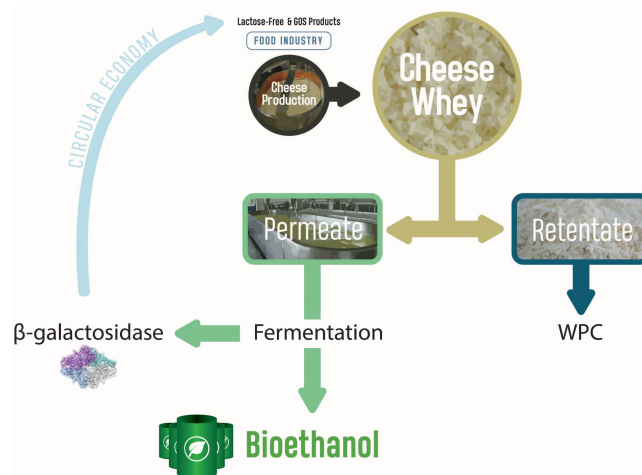 Lactose-Free & GOS Products
FOOD INDUSTRY
CIRCULAR ECONOMY
Cheese
Production
Cheese
Whey
Permeate
Retentate
β-galactosidase
Fermentation
WPC
Bioethanol